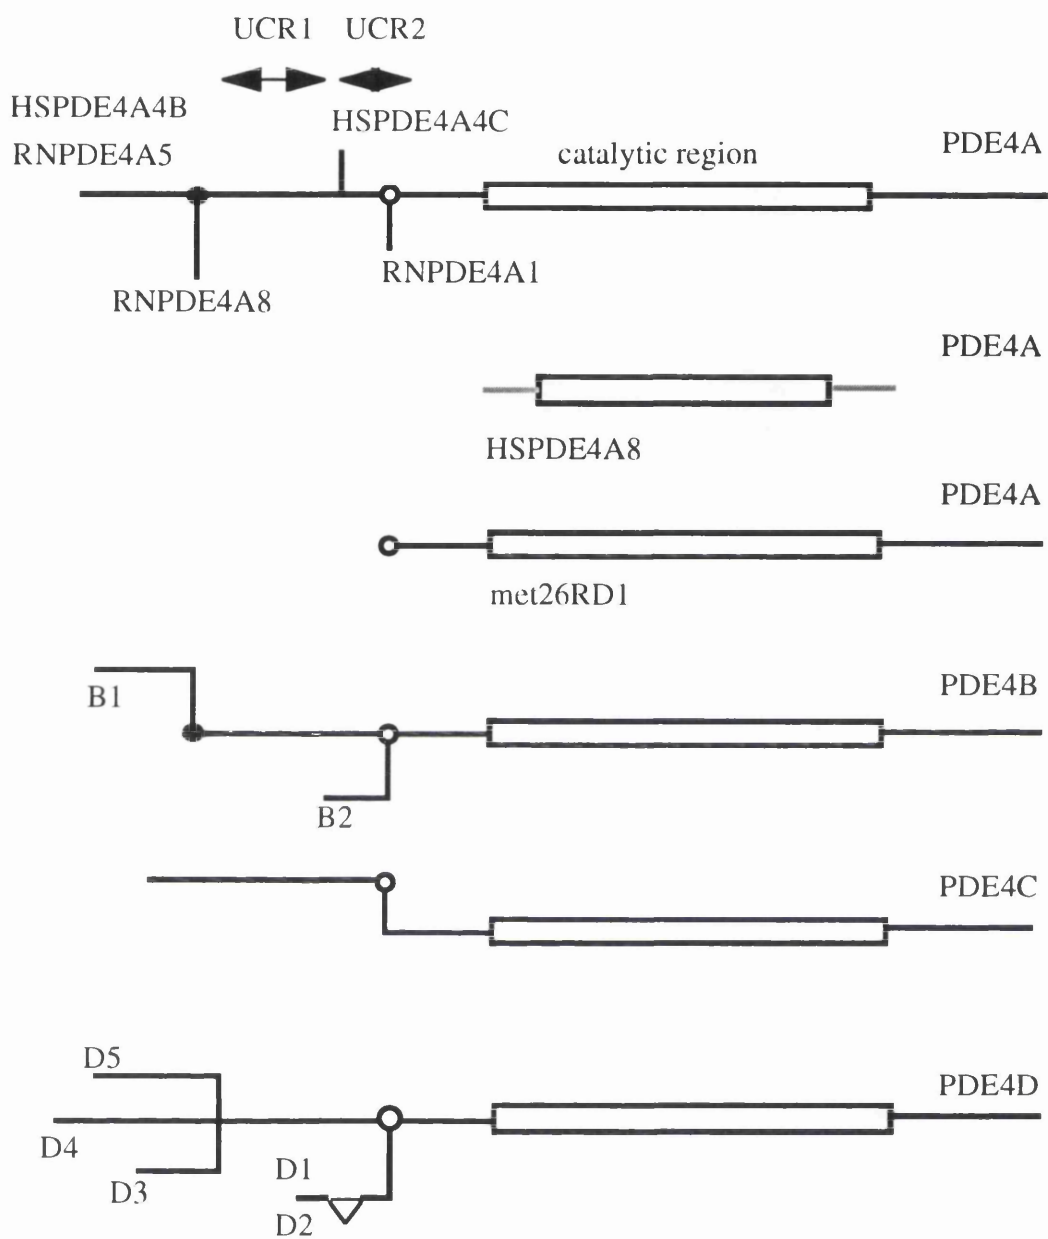 UCR1 UCR2
HSPDE4A4B
HSPDE4A4C
RNPDE4A5
catalytic region
PDE4A
RNPDE4A8
RNPDE4A1
PDE4A
HSPDE4A8
PDE4A
met26RD1
B1
PDE4B
B2
PDE4C
D5
PDE4D
D4
D3
D1
D2